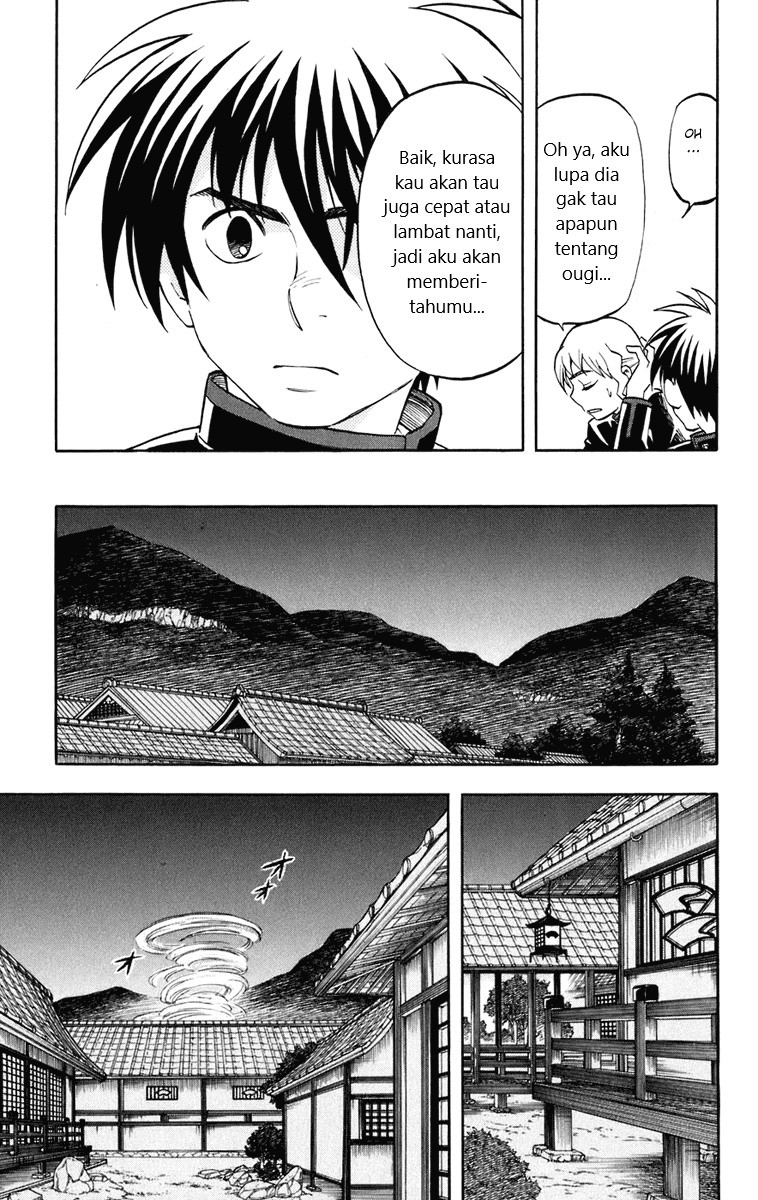 OH
...
Oh ya, aku
lupa dia
gak tau
apapun
tentang
ougi...
Baik, kurasa
kau akan tau
juga cepat atau
lambat nanti,
jadi aku akan
memberi-
tahumu...